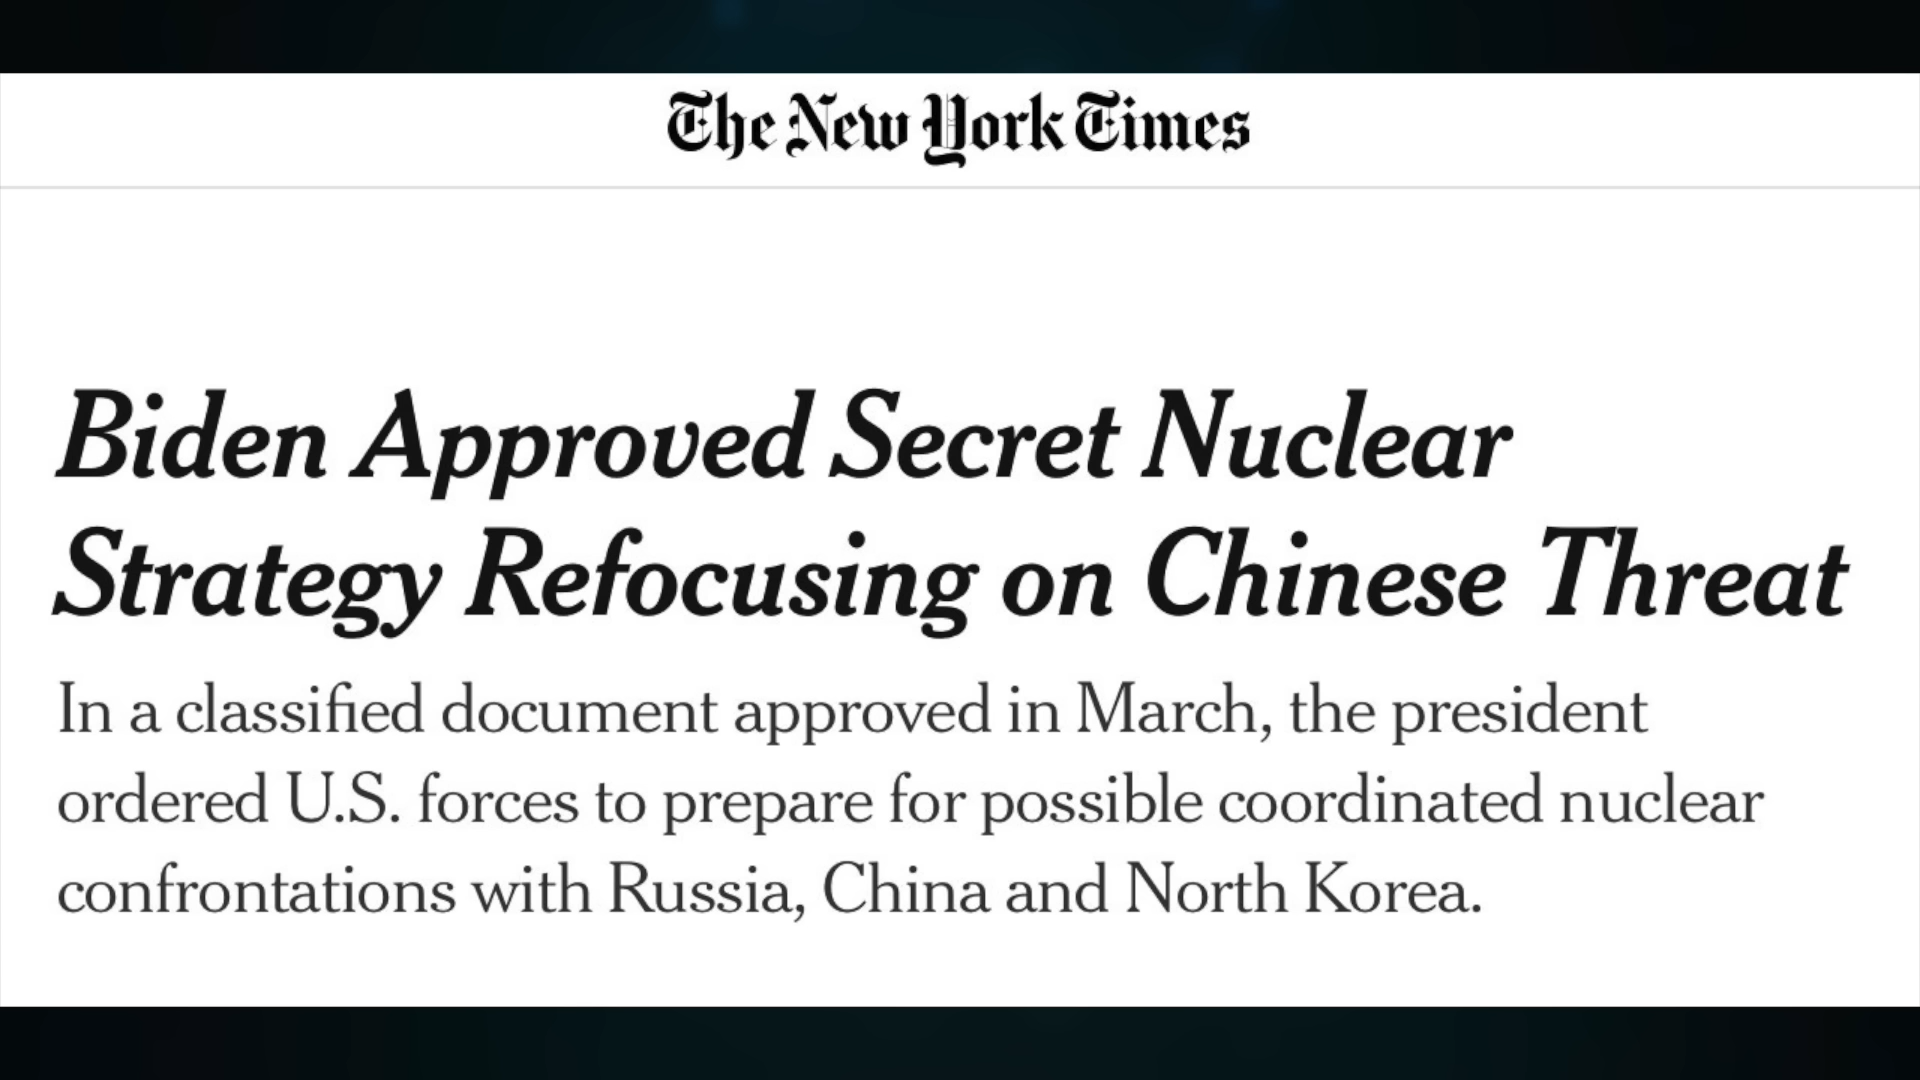 The New York Times
Biden Approved Secret Nuclear
Strategy Refocusing on Chinese Threat
In a classified document approved in March, the president
ordered U.S. forces to prepare for possible coordinated nuclear
confrontations with Russia, China and North Korea.